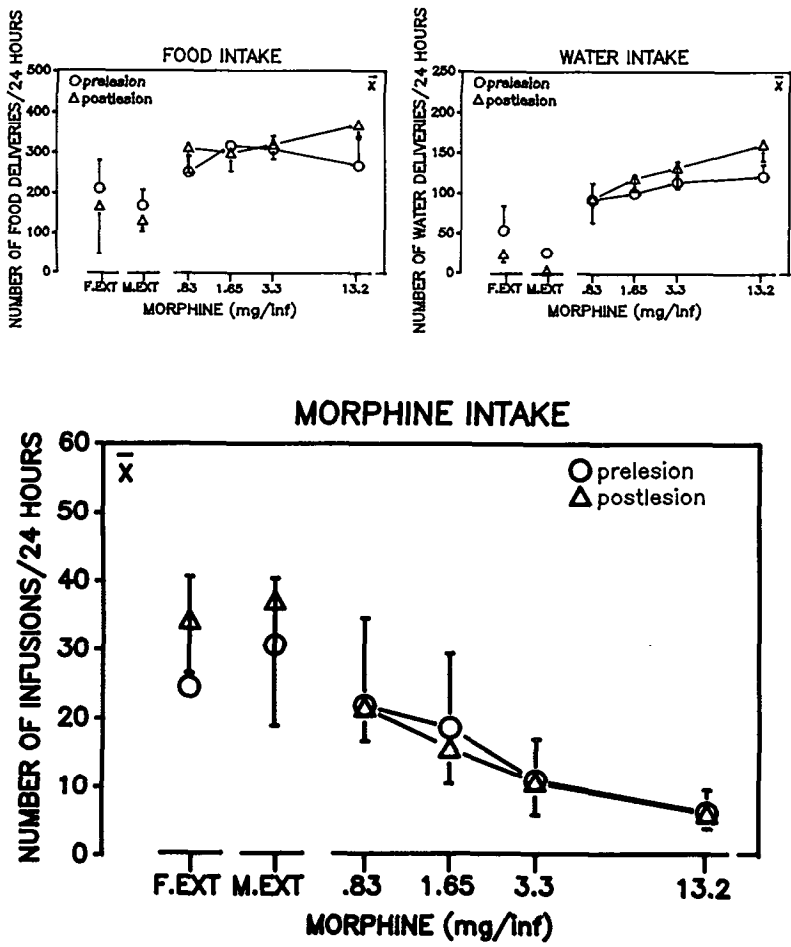 FOOD INTAKE
NUMBER OF FOOD DELIVERIES/24 HOURS
500
400
300
200
100
0
○ prelesion
△ postlesion
x̄
F.EXT M.EXT .83 1.65 3.3 13.2
MORPHINE (mg/inf)
WATER INTAKE
NUMBER OF WATER DELIVERIES/24 HOURS
250
200
150
100
50
0
○ prelesion
△ postlesion
x̄
F.EXT M.EXT .83 1.65 3.3 13.2
MORPHINE (mg/inf)
MORPHINE INTAKE
NUMBER OF INFUSIONS/24 HOURS
60
50
40
30
20
10
0
x̄
○ prelesion
△ postlesion
F.EXT M.EXT .83 1.65 3.3 13.2
MORPHINE (mg/inf)